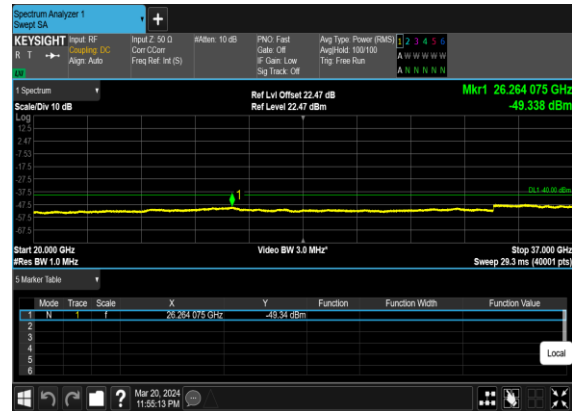 Spectrum Analyzer 1
Swept SA
+
KEYSIGHT
R T
LXI
Input: RF
Coupling: DC
Align: Auto
Input Z: 50 Ω
Corr CCorr
Freq Ref: Int (S)
#Atten: 10 dB
PNO: Fast
Gate: Off
IF Gain: Low
Sig Track: Off
Avg Type: Power (RMS)
Avg|Hold: 100/100
Trig: Free Run
1 2 3 4 5 6
A W W W W W
A N N N N N
1 Spectrum
Scale/Div 10 dB
Ref Lvl Offset 22.47 dB
Ref Level 22.47 dBm
Mkr1 26.264 075 GHz
-49.338 dBm
Log
12.5
2.47
-7.53
-17.5
-27.5
-37.5
-47.5
-57.5
-67.5
1
DL1 -40.00 dBm
Start 20.000 GHz
#Res BW 1.0 MHz
Video BW 3.0 MHz*
Stop 37.000 GHz
Sweep 29.3 ms (40001 pts)
5 Marker Table
Mode Trace Scale X Y Function Function Width Function Value
1 N 1 f 26.264 075 GHz -49.34 dBm
2
3
4
5
6
Local
?
Mar 20, 2024
11:55:13 PM